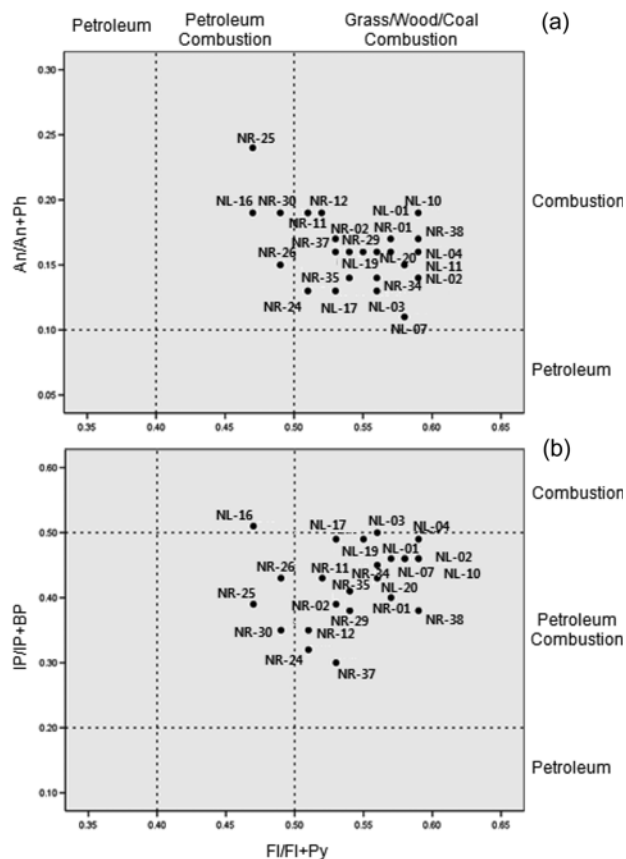 Petroleum
Petroleum
Combustion
Grass/Wood/Coal
Combustion
(a)
0.30
0.25
0.20
0.15
0.10
0.05
An/An+Ph
NR-25
NL-16 NR-30 NR-12 NL-10
NR-11 NL-01
NR-02 NR-01 NR-38
NR-37 NR-29
NR-26 NL-19 NL-20 NL-04
NL-11
NR-35 NR-34 NL-02
NR-24 NL-17 NL-03
NL-07
Combustion
Petroleum
0.35 0.40 0.45 0.50 0.55 0.60
(b)
0.60
0.50
0.40
0.30
0.20
0.10
IP/IP+BP
NL-16 NL-17 NL-03 NL-04
NL-19 NL-01 NL-02
NR-26 NR-11 NR-34 NL-07 NL-10
NR-25 NR-35 NL-20
NR-02 NR-01 NR-38
NR-29
NR-30 NR-12
NR-24
NR-37
Combustion
Petroleum
Combustion
Petroleum
0.35 0.40 0.45 0.50 0.55 0.60
FI/FI+Py